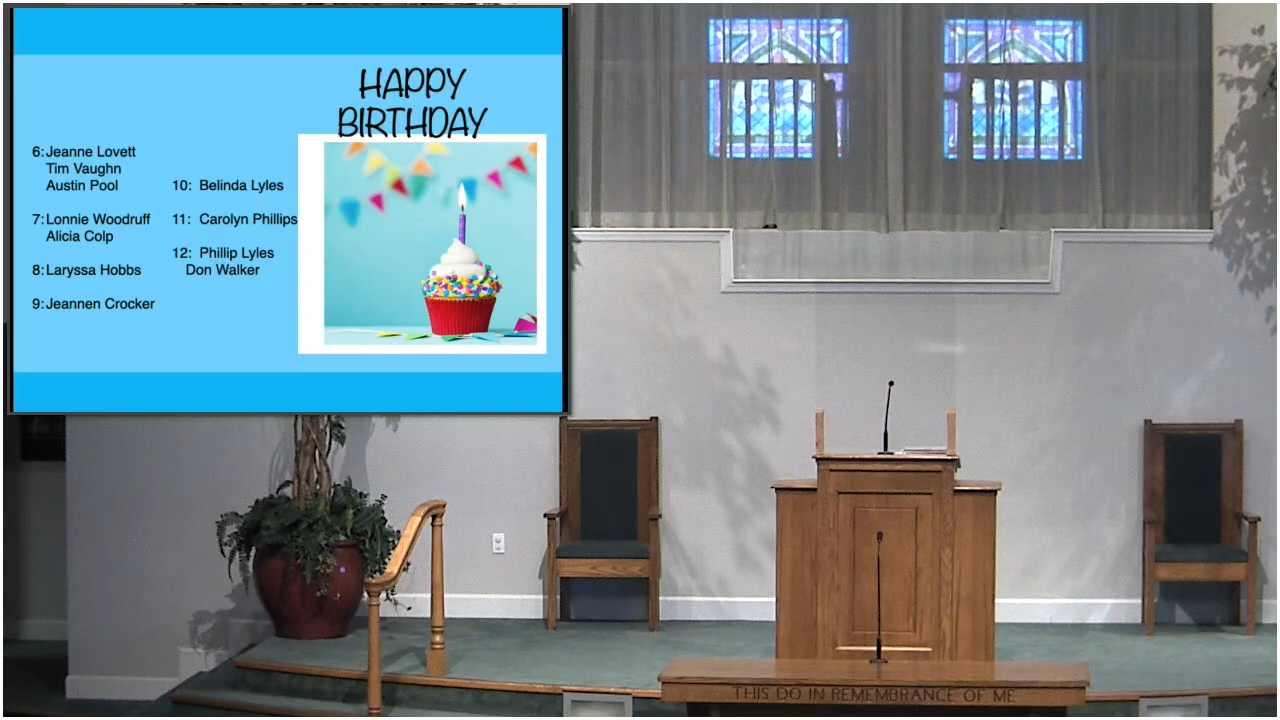 HAPPY
BIRTHDAY
6: Jeanne Lovett
Tim Vaughn
Austin Pool
7: Lonnie Woodruff
Alicia Colp
8: Laryssa Hobbs
9: Jeannen Crocker
10: Belinda Lyles
11: Carolyn Phillips
12: Phillip Lyles
Don Walker
THIS DO IN REMEMBRANCE OF ME